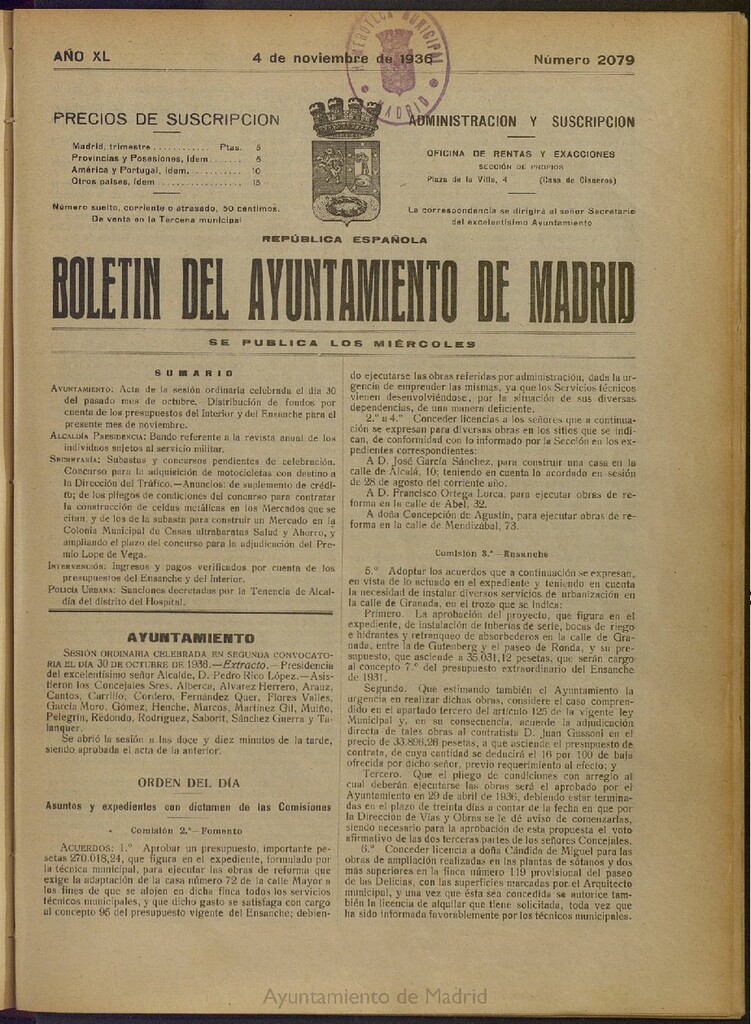 AÑO XL
4 de noviembre de 1936
Número 2079
HEMEROTECA MUNICIPAL
MADRID
PRECIOS DE SUSCRIPCION
Madrid, trimestre ............ Ptas. 5
Provincias y Posesiones, ídem ....... 6
América y Portugal, ídem ............ 10
Otros países, ídem .................. 15
Número suelto, corriente o atrasado, 50 céntimos.
De venta en la Tercena municipal
ADMINISTRACION Y SUSCRIPCION
OFICINA DE RENTAS Y EXACCIONES
SECCIÓN DE PROPIOS
Plaza de la Villa, 4 (Casa de Cisneros)
La correspondencia se dirigirá al señor Secretario
del excelentísimo Ayuntamiento
REPÚBLICA ESPAÑOLA
BOLETIN DEL AYUNTAMIENTO DE MADRID
SE PUBLICA LOS MIÉRCOLES
SUMARIO
AYUNTAMIENTO: Acta de la sesión ordinaria celebrada el día 30
del pasado mes de octubre.—Distribución de fondos por
cuenta de los presupuestos del Interior y del Ensanche para el
presente mes de noviembre.
ALCALDÍA PRESIDENCIA: Bando referente a la revista anual de los
individuos sujetos al servicio militar.
SECRETARÍA: Subastas y concursos pendientes de celebración.
Concurso para la adquisición de motocicletas con destino a
la Dirección del Tráfico.—Anuncios: de suplemento de crédi-
to; de los pliegos de condiciones del concurso para contratar
la construcción de celdas metálicas en los Mercados que se
citan, y de los de la subasta para construir un Mercado en la
Colonia Municipal de Casas ultrabaratas Salud y Ahorro, y
ampliando el plazo del concurso para la adjudicación del Pre-
mio Lope de Vega.
INTERVENCIÓN: Ingresos y pagos verificados por cuenta de los
presupuestos del Ensanche y del Interior.
POLICÍA URBANA: Sanciones decretadas por la Tenencia de Alcal-
día del distrito del Hospital.
AYUNTAMIENTO
SESIÓN ORDINARIA CELEBRADA EN SEGUNDA CONVOCATO-
RIA EL DÍA 30 DE OCTUBRE DE 1936.—Extracto.—Presidencia
del excelentísimo señor Alcalde, D. Pedro Rico López.—Asis-
tieron los Concejales Sres. Alberca, Alvarez Herrero, Arauz,
Cantos, Carrillo, Cordero, Fernández Quer, Flores Valles,
García Moro, Gómez, Henche, Marcos, Martínez Gil, Muiño,
Pelegrín, Redondo, Rodríguez, Saborit, Sánchez Guerra y Ta-
lanquer.
Se abrió la sesión a las doce y diez minutos de la tarde,
siendo aprobada el acta de la anterior.
ORDEN DEL DÍA
Asuntos y expedientes con dictamen de las Comisiones
Comisión 2.ª—Fomento
ACUERDOS: 1.º Aprobar un presupuesto, importante pe-
setas 270.018,24, que figura en el expediente, formulado por
la técnica municipal, para ejecutar las obras de reforma que
exige la adaptación de la casa número 72 de la calle Mayor a
los fines de que se alojen en dicha finca todos los servicios
técnicos municipales, y que dicho gasto se satisfaga con cargo
al concepto 95 del presupuesto vigente del Ensanche; debien-
do ejecutarse las obras referidas por administración, dada la ur-
gencia de emprender las mismas, ya que los Servicios técnicos
vienen desenvolviéndose, por la situación de sus diversas
dependencias, de una manera deficiente.
2.º a 4.º Conceder licencias a los señores que a continua-
ción se expresan para diversas obras en los sitios que se indi-
can, de conformidad con lo informado por la Sección en los ex-
pedientes correspondientes:
A D. José García Sánchez, para construir una casa en la
calle de Alcalá, 10; teniendo en cuenta lo acordado en sesión
de 28 de agosto del corriente año.
A D. Francisco Ortega Lorca, para ejecutar obras de re-
forma en la calle de Abel, 32.
A doña Concepción de Agustín, para ejecutar obras de re-
forma en la calle de Mendizábal, 73.
Comisión 3.ª—Ensanche
5.º Adoptar los acuerdos que a continuación se expresan,
en vista de lo actuado en el expediente y teniendo en cuenta
la necesidad de instalar diversos servicios de urbanización en
la calle de Granada, en el trozo que se indica:
Primero. La aprobación del proyecto, que figura en el
expediente, de instalación de tuberías de serie, bocas de riego
e hidrantes y retranqueo de absorbederos en la calle de Gra-
nada, entre la de Gutenberg y el paseo de Ronda, y su pre-
supuesto, que asciende a 35.031,12 pesetas, que serán cargo
al concepto 7.º del presupuesto extraordinario del Ensanche
de 1931.
Segundo. Que estimando también el Ayuntamiento la
urgencia en realizar dichas obras, considere el caso compren-
dido en el apartado tercero del artículo 125 de la vigente ley
Municipal y, en su consecuencia, acuerde la adjudicación
directa de tales obras al contratista D. Juan Gussoni en el
precio de 33.896,26 pesetas, a que asciende el presupuesto de
contrata, de cuya cantidad se deducirá el 16 por 100 de baja
ofrecida por dicho señor, previo requerimiento al efecto; y
Tercero. Que el pliego de condiciones con arreglo al
cual deberán ejecutarse las obras será el aprobado por el
Ayuntamiento en 29 de abril de 1936, debiendo estar termina-
das en el plazo de treinta días a contar de la fecha en que por
la Dirección de Vías y Obras se le dé aviso de comenzarlas,
siendo necesario para la aprobación de esta propuesta el voto
afirmativo de las dos terceras partes de los señores Concejales.
6.º Conceder licencia a doña Cándida de Miguel para las
obras de ampliación realizadas en las plantas de sótanos y dos
más superiores en la finca número 119 provisional del paseo
de las Delicias, con las superficies marcadas por el Arquitecto
municipal, y una vez que ésta sea concedida se autorice tam-
bién la licencia de alquilar que tiene solicitada, toda vez que
ha sido informada favorablemente por los técnicos municipales.
Ayuntamiento de Madrid